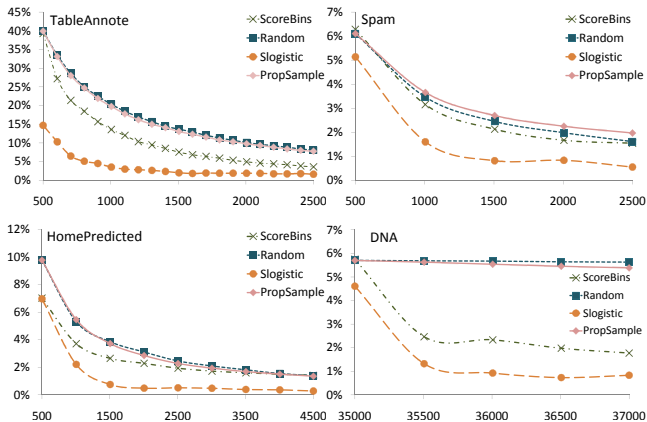 TableAnnote
40%
35%
30%
25%
20%
15%
10%
5%
0%
500 1000 1500 2000 2500
ScoreBins
Random
Slogistic
PropSample
Spam
7%
6%
5%
4%
3%
2%
1%
0%
500 1000 1500 2000 2500
ScoreBins
Random
Slogistic
PropSample
HomePredicted
12%
10%
8%
6%
4%
2%
0%
500 1500 2500 3500 4500
ScoreBins
Random
Slogistic
PropSample
DNA
7%
6%
5%
4%
3%
2%
1%
0%
35000 35500 36000 36500 37000
ScoreBins
Random
Slogistic
PropSample